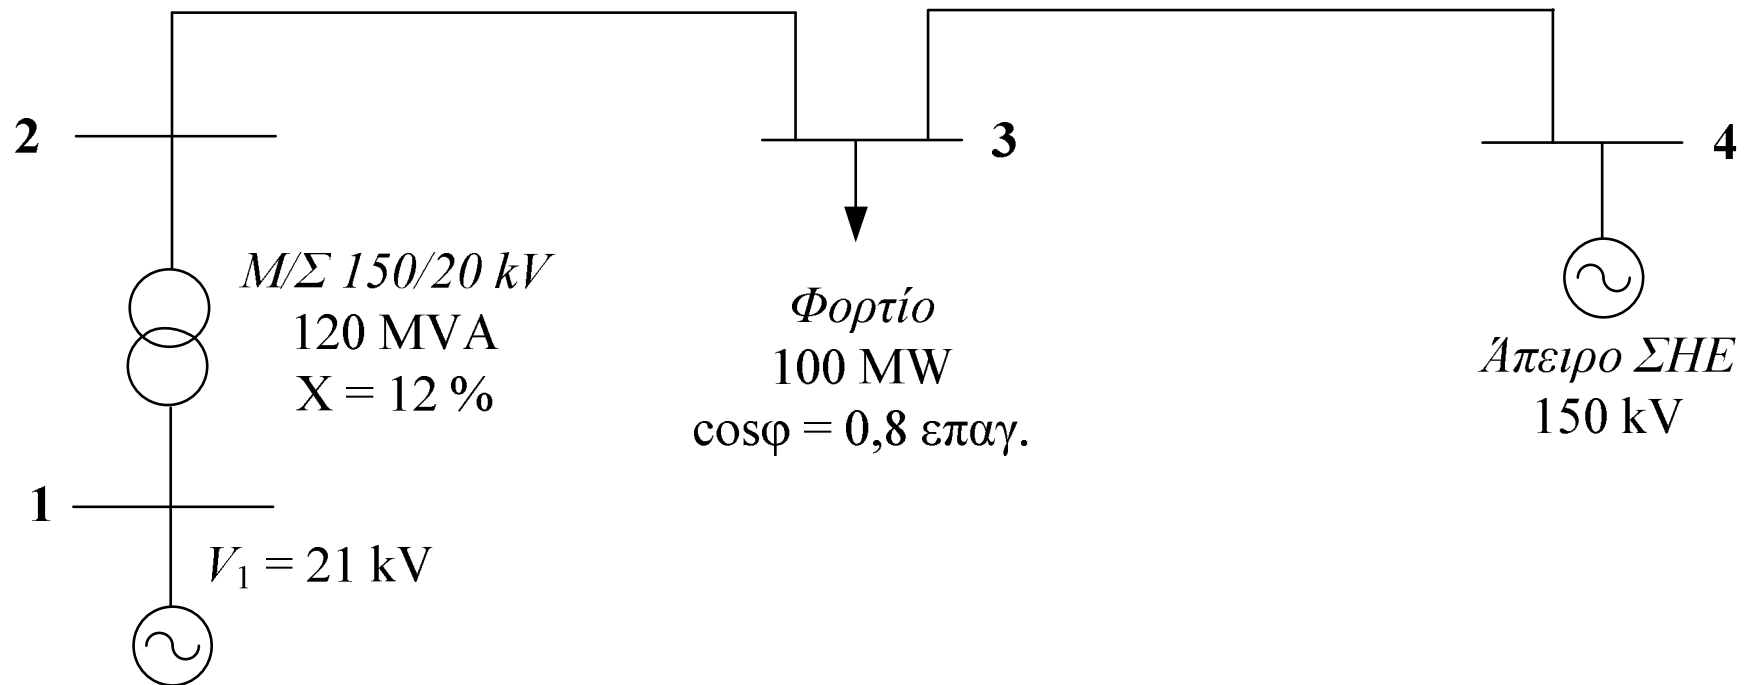 2
3
4
M/Σ 150/20 kV
120 MVA
X = 12 %
Φορτίο
100 MW
cosφ = 0,8 επαγ.
Άπειρο ΣΗΕ
150 kV
1
V₁ = 21 kV